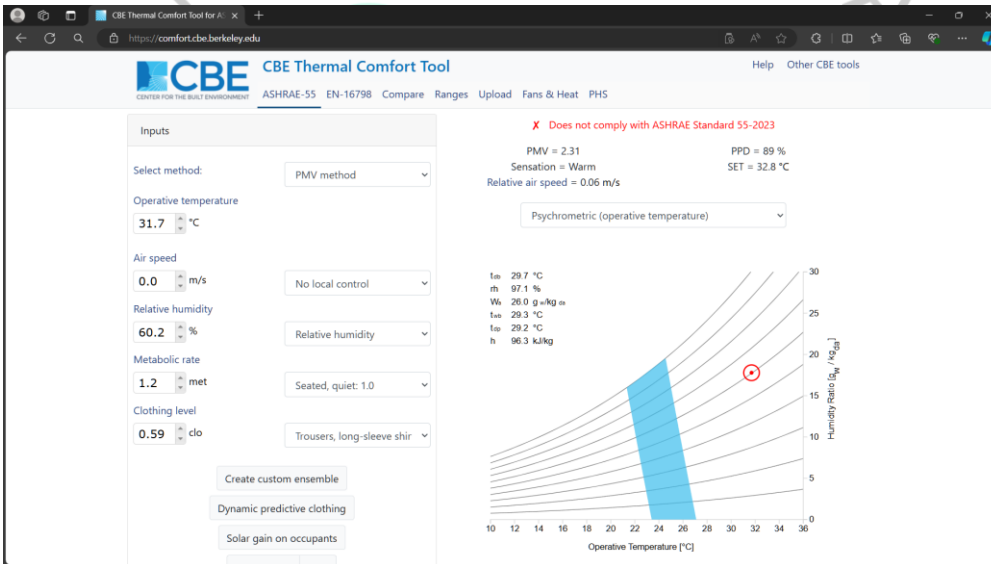 CBE Thermal Comfort Tool for AS
https://comfort.cbe.berkeley.edu
CBE
CENTER FOR THE BUILT ENVIRONMENT
CBE Thermal Comfort Tool
Help Other CBE tools
ASHRAE-55 EN-16798 Compare Ranges Upload Fans & Heat PHS
Inputs
Select method:
PMV method
Operative temperature
31.7 °C
Air speed
0.0 m/s
No local control
Relative humidity
60.2 %
Relative humidity
Metabolic rate
1.2 met
Seated, quiet: 1.0
Clothing level
0.59 clo
Trousers, long-sleeve shir
Create custom ensemble
Dynamic predictive clothing
Solar gain on occupants
✗ Does not comply with ASHRAE Standard 55-2023
PMV = 2.31 PPD = 89 %
Sensation = Warm SET = 32.8 °C
Relative air speed = 0.06 m/s
Psychrometric (operative temperature)
tdb 29.7 °C
rh 97.1 %
Wa 26.0 g w/kg da
twb 29.3 °C
tdp 29.2 °C
h 96.3 kJ/kg
30
25
20
15
10
5
0
Humidity Ratio [gw / kgda]
10 12 14 16 18 20 22 24 26 28 30 32 34 36
Operative Temperature [°C]